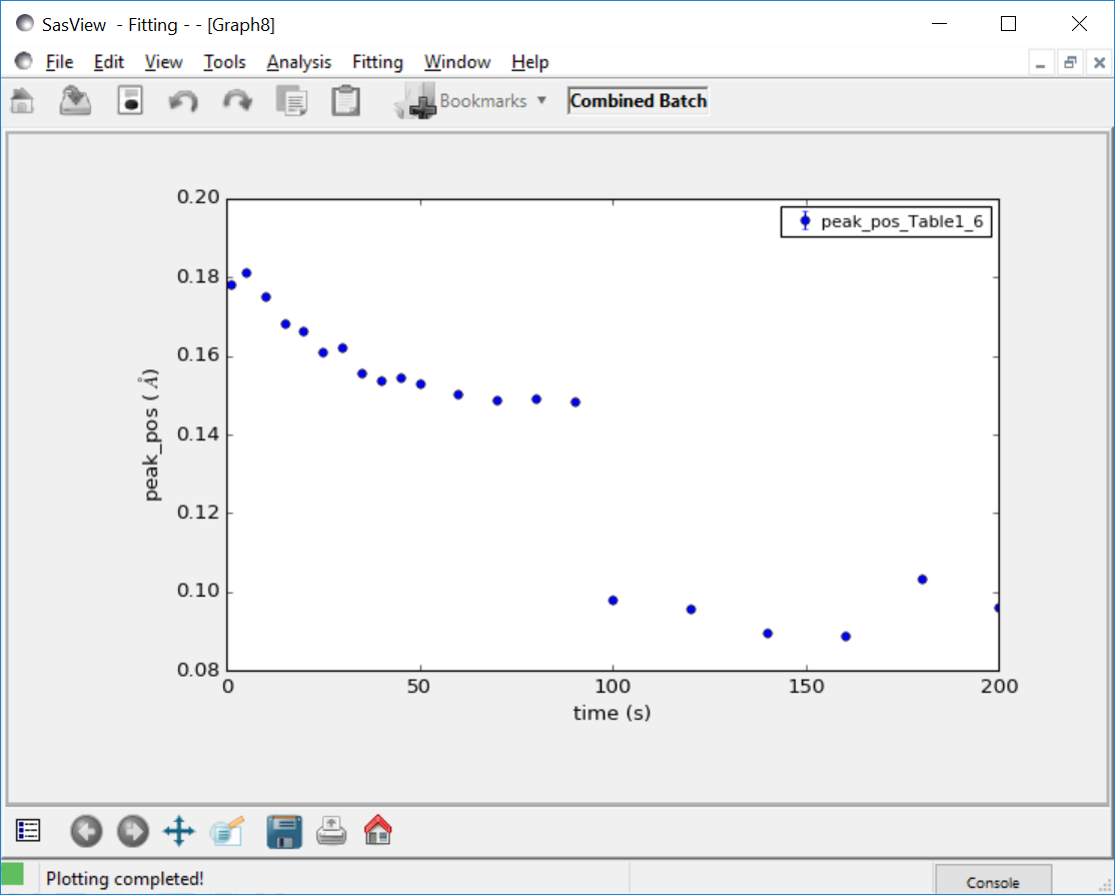 SasView - Fitting - - [Graph8]
File Edit View Tools Analysis Fitting Window Help
Bookmarks Combined Batch
0.20
peak_pos_Table1_6
0.18
0.16
0.14
0.12
0.10
0.08
peak_pos ( Å)
0 50 100 150 200
time (s)
Plotting completed!
Console